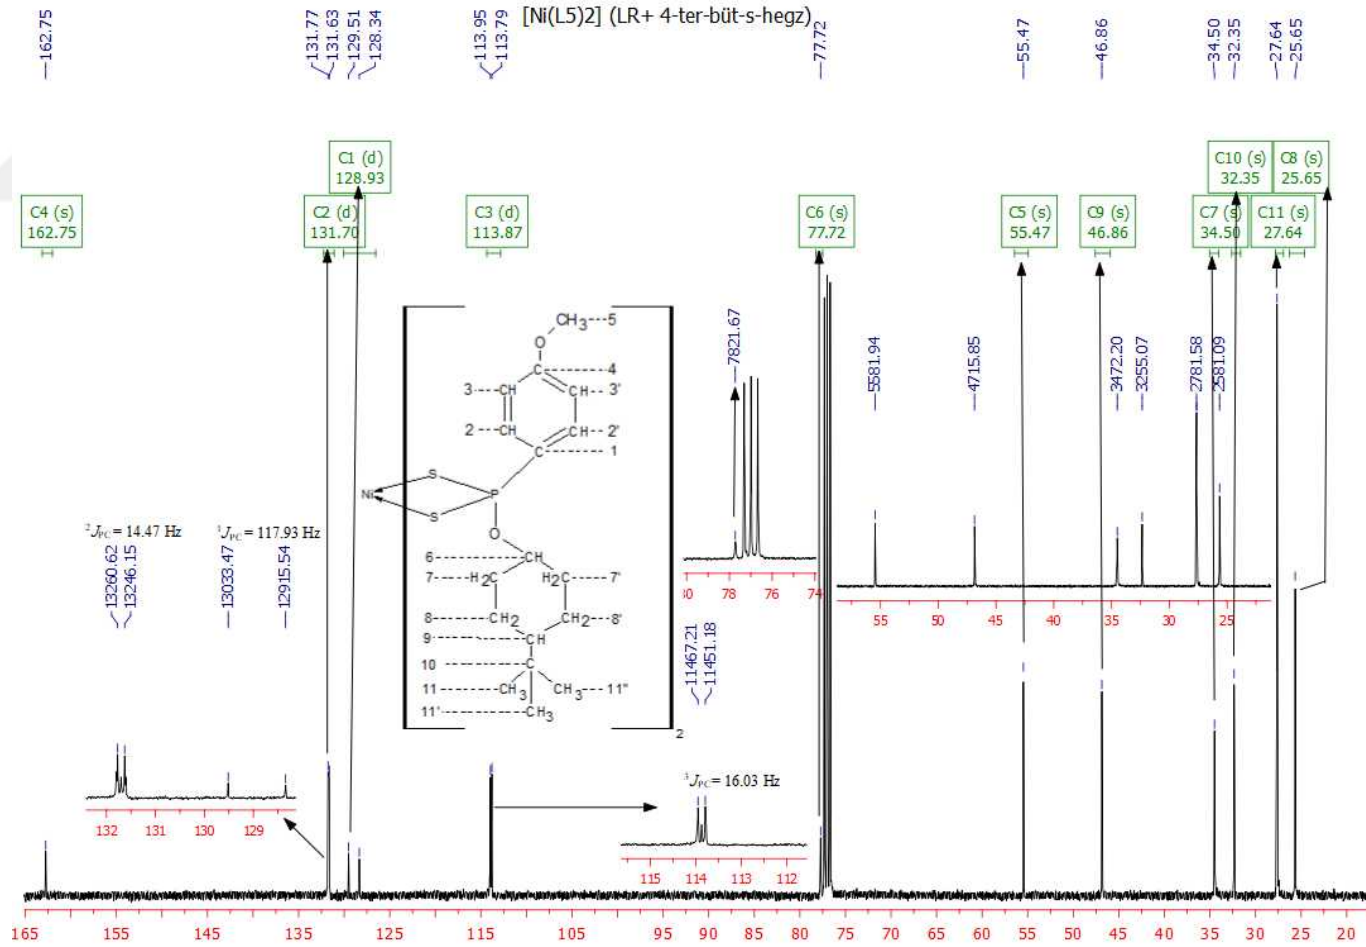 [Ni(L5)2] (LR+ 4-ter-büt-s-hegz)
162.75
131.77
131.63
129.51
128.34
113.95
113.79
77.72
55.47
46.86
34.50
32.35
27.64
25.65
C1 (d)
128.93
C10 (s)
32.35
C8 (s)
25.65
C4 (s)
162.75
C2 (d)
131.70
C3 (d)
113.87
C6 (s)
77.72
C5 (s)
55.47
C9 (s)
46.86
C7 (s)
34.50
C11 (s)
27.64
CH3---5
O
C 4
3 CH CH 3'
2 CH CH 2'
C 1
S
Ni P
S
O
6 CH
7 H2C H2C 7'
8 CH2 CH2 8'
9 CH
10 C
11 CH3 CH3 11"
11' CH3
2
7821.67
80 78 76 74
5581.94
4715.85
3472.20
3255.07
2781.58
2581.09
55 50 45 40 35 30 25
²JPC = 14.47 Hz
¹JPC = 117.93 Hz
13260.62
13246.15
13033.47
12915.54
132 131 130 129
11467.21
11451.18
³JPC = 16.03 Hz
115 114 113 112
165 155 145 135 125 115 105 100 95 90 85 80 75 70 65 60 55 50 45 40 35 30 25 20